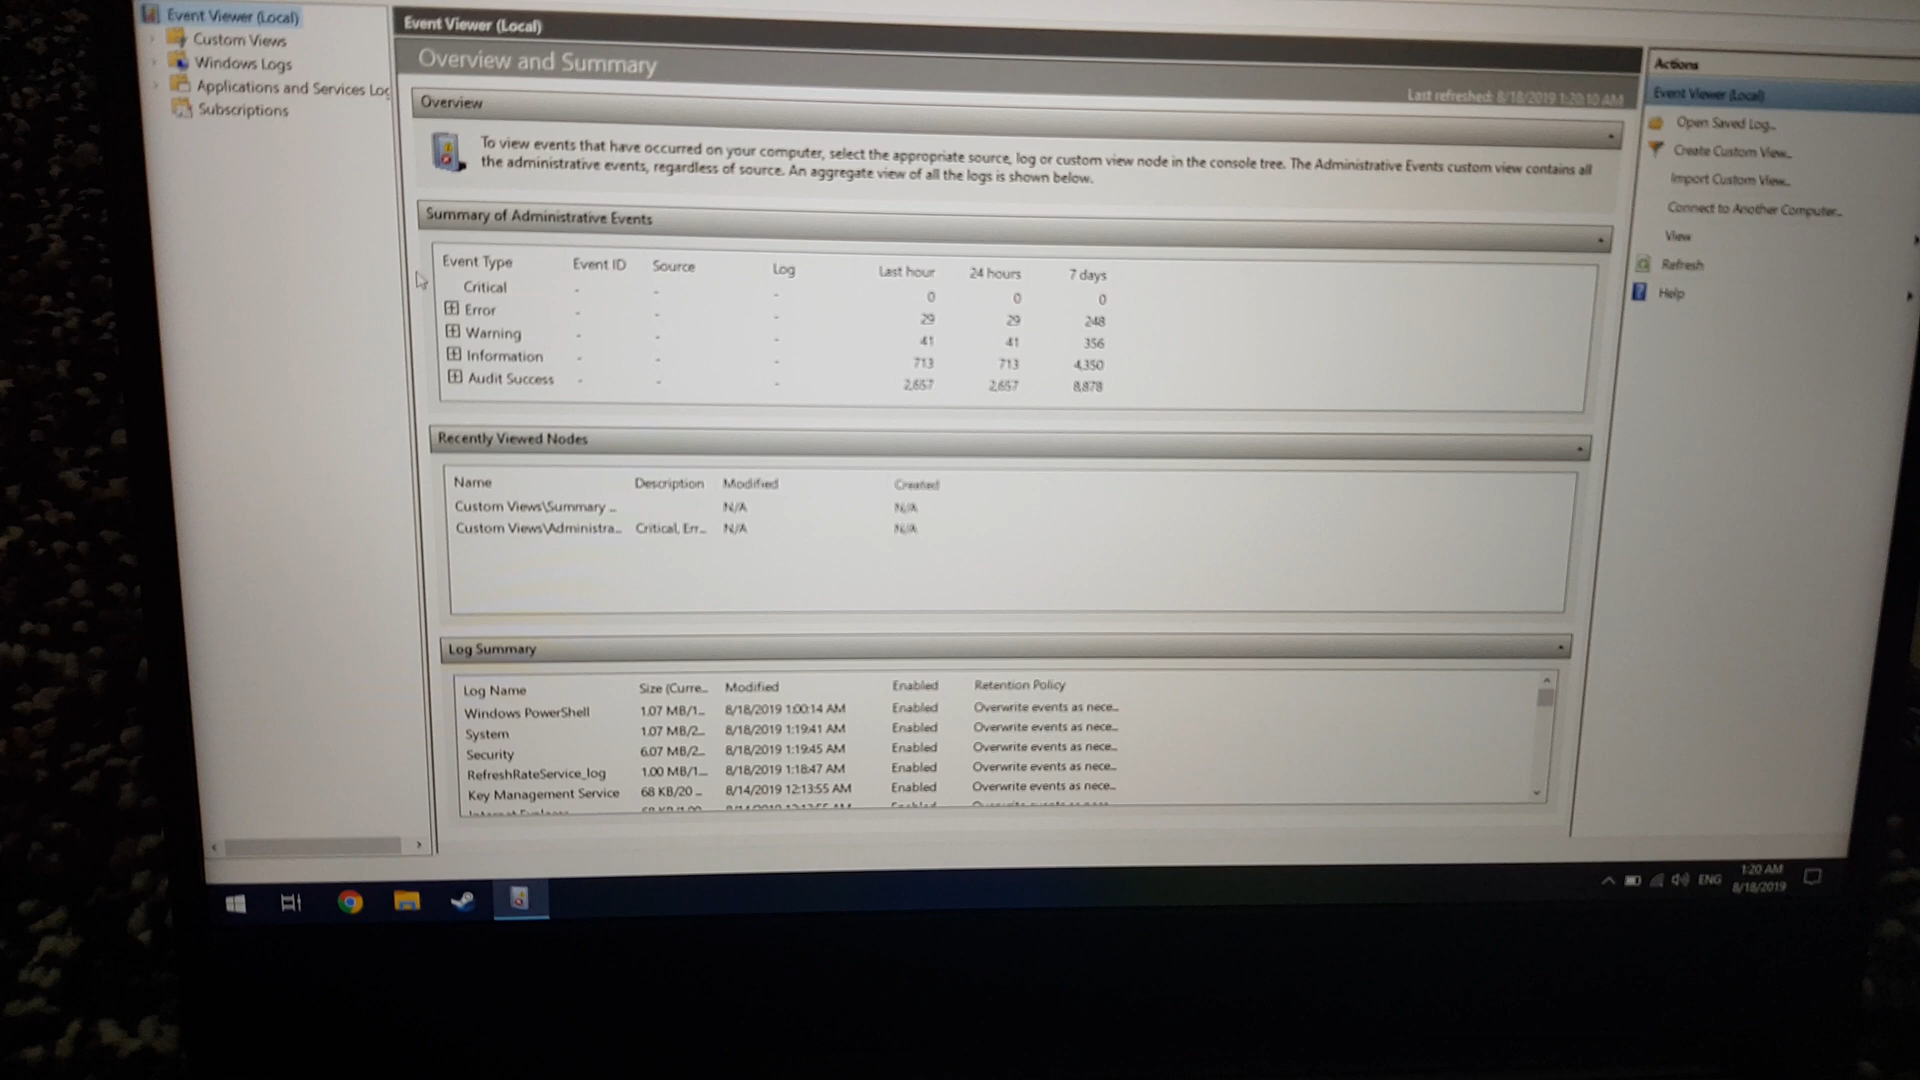 Event Viewer (Local)
Custom Views
Windows Logs
Applications and Services Log
Subscriptions
Event Viewer (Local)
Overview and Summary
Last refreshed: 8/18/2019 1:20:10 AM
Overview
To view events that have occurred on your computer, select the appropriate source, log or custom view node in the console tree. The Administrative Events custom view contains all
the administrative events, regardless of source. An aggregate view of all the logs is shown below.
Summary of Administrative Events
Event Type Event ID Source Log Last hour 24 hours 7 days
Critical - - - 0 0 0
Error - - - 29 29 248
Warning - - - 41 41 356
Information - - - 713 713 4,350
Audit Success - - - 2,657 2,657 8,878
Recently Viewed Nodes
Name Description Modified Created
Custom Views\Summary ... N/A N/A
Custom Views\Administra... Critical, Err... N/A N/A
Log Summary
Log Name Size (Curre... Modified Enabled Retention Policy
Windows PowerShell 1.07 MB/1... 8/18/2019 1:00:14 AM Enabled Overwrite events as nece...
System 1.07 MB/2... 8/18/2019 1:19:41 AM Enabled Overwrite events as nece...
Security 6.07 MB/2... 8/18/2019 1:19:45 AM Enabled Overwrite events as nece...
RefreshRateService_log 1.00 MB/1... 8/18/2019 1:18:47 AM Enabled Overwrite events as nece...
Key Management Service 68 KB/20 ... 8/14/2019 12:13:55 AM Enabled Overwrite events as nece...
Actions
Event Viewer (Local)
Open Saved Log...
Create Custom View...
Import Custom View...
Connect to Another Computer...
View
Refresh
Help
ENG
1:20 AM
8/18/2019